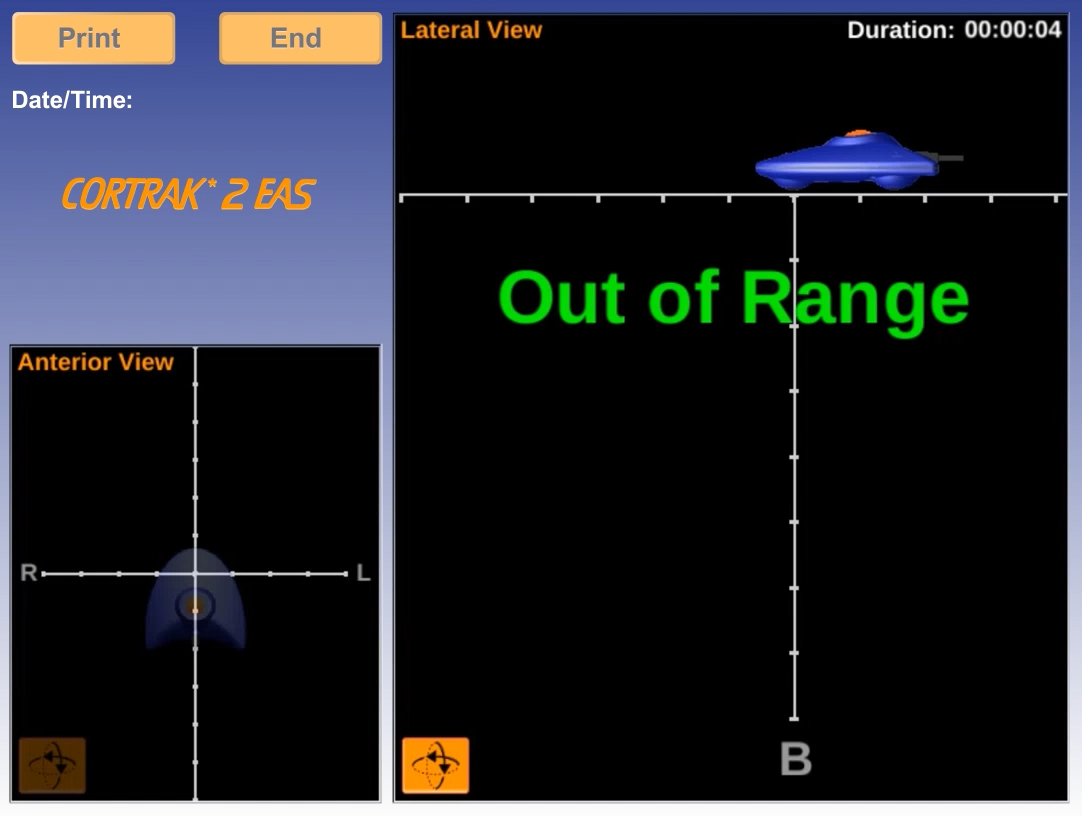 Print
End
Date/Time:
CORTRAK* 2 EAS
Lateral View
Duration: 00:00:04
Out of Range
B
Anterior View
R
L